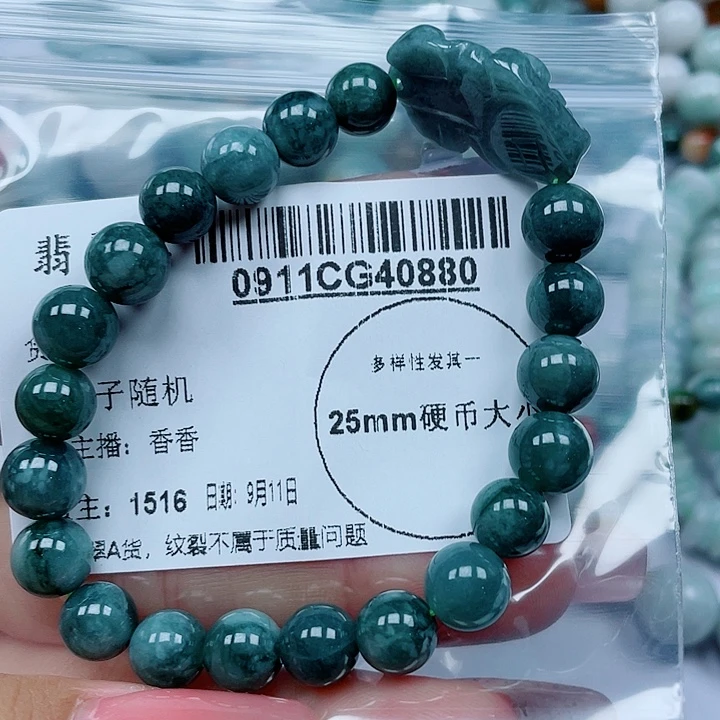 翡
0911CG40880
多样性发其一
25mm硬币大小
子随机
主播：香香
主：1516 日期：9月11日
翠A货，纹裂不属于质量问题